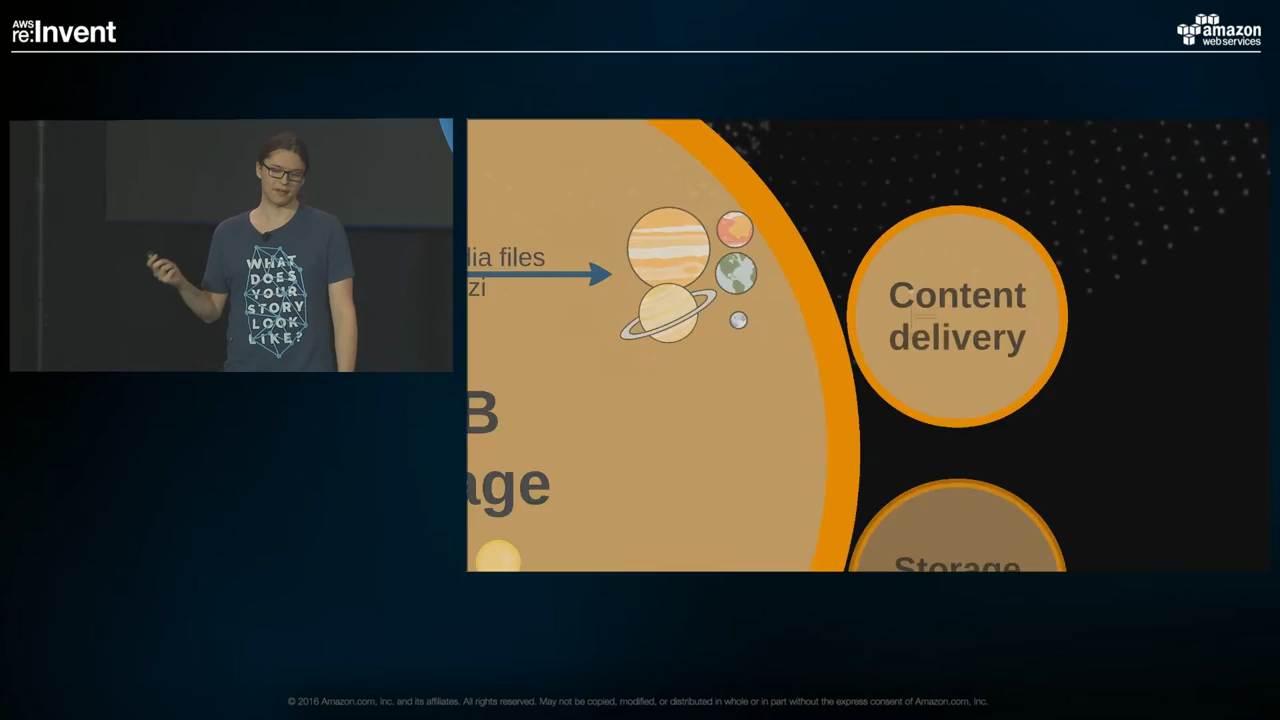 AWS
re:Invent
amazon
web services
WHAT
DOES
YOUR
STORY
LOOK
LIKE?
dia files
zi
B
age
Content
delivery
Storage
© 2016 Amazon.com, Inc. and its affiliates. All rights reserved. May not be copied, modified, or distributed in whole or in part without the express consent of Amazon.com, Inc.